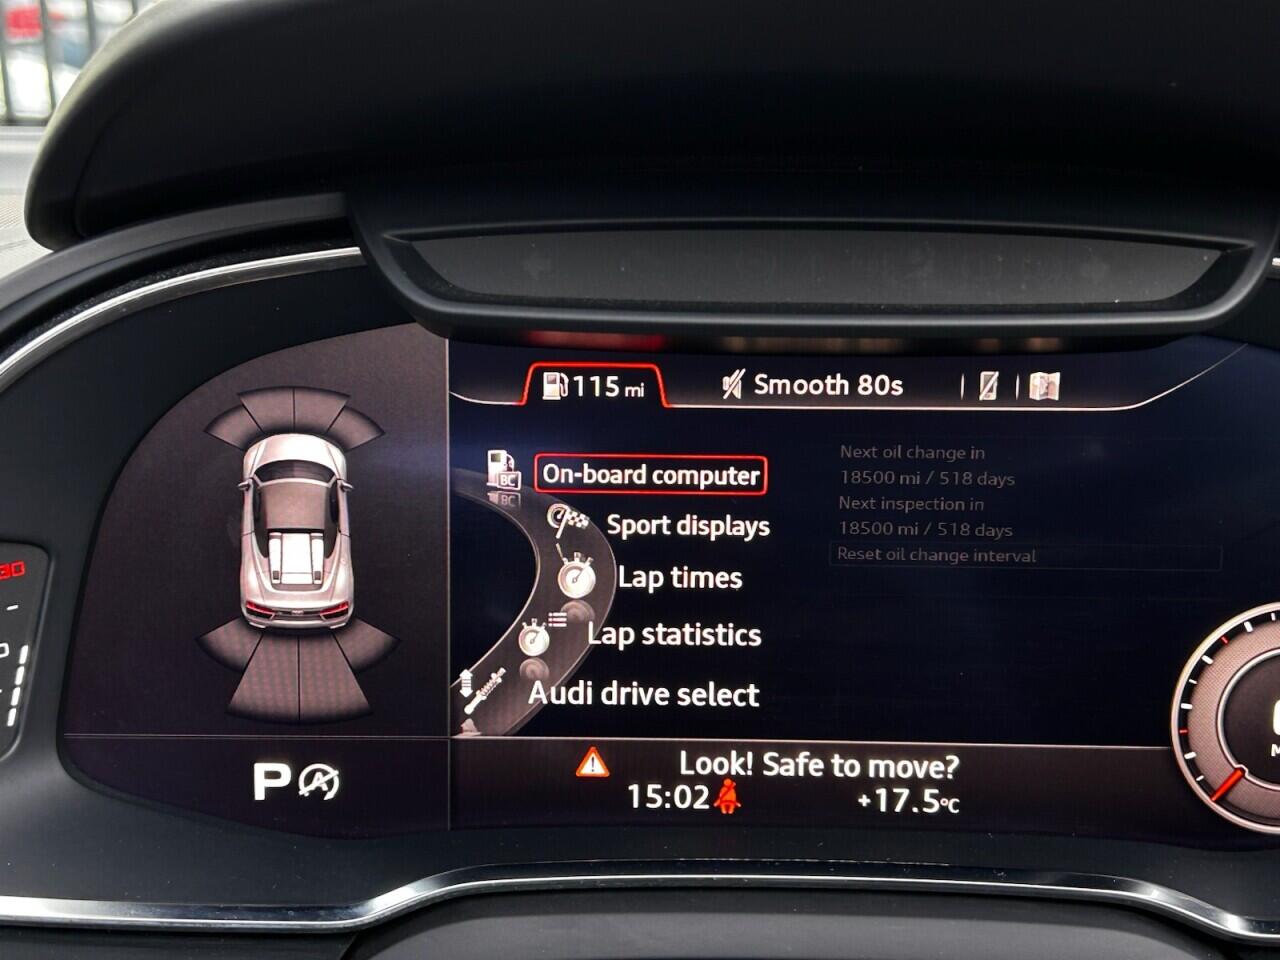 115 mi
Smooth 80s
On-board computer
BC
Sport displays
Lap times
Lap statistics
Audi drive select
Next oil change in
18500 mi / 518 days
Next inspection in
18500 mi / 518 days
Reset oil change interval
30
P
A
Look! Safe to move?
15:02
+17.5°C